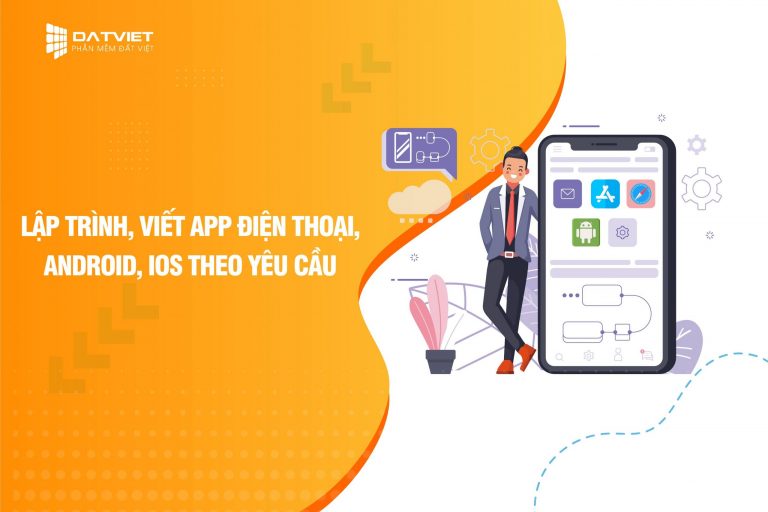 DATVIET
PHẦN MỀM ĐẤT VIỆT
LẬP TRÌNH, VIẾT APP ĐIỆN THOẠI,
ANDROID, IOS THEO YÊU CẦU